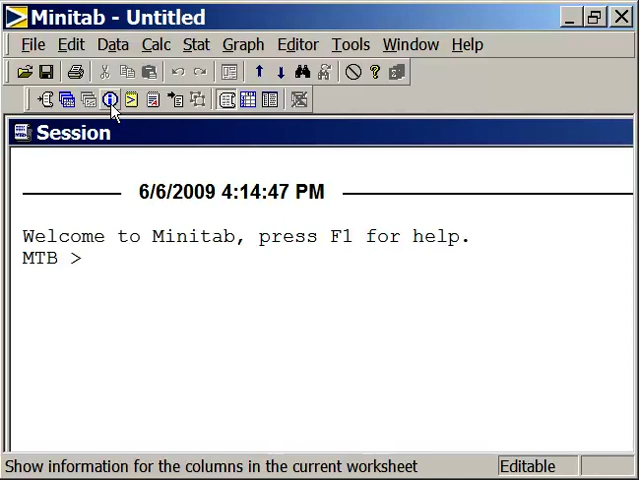 Minitab - Untitled
File Edit Data Calc Stat Graph Editor Tools Window Help
Session
6/6/2009 4:14:47 PM
Welcome to Minitab, press F1 for help.
MTB >
Show information for the columns in the current worksheet Editable